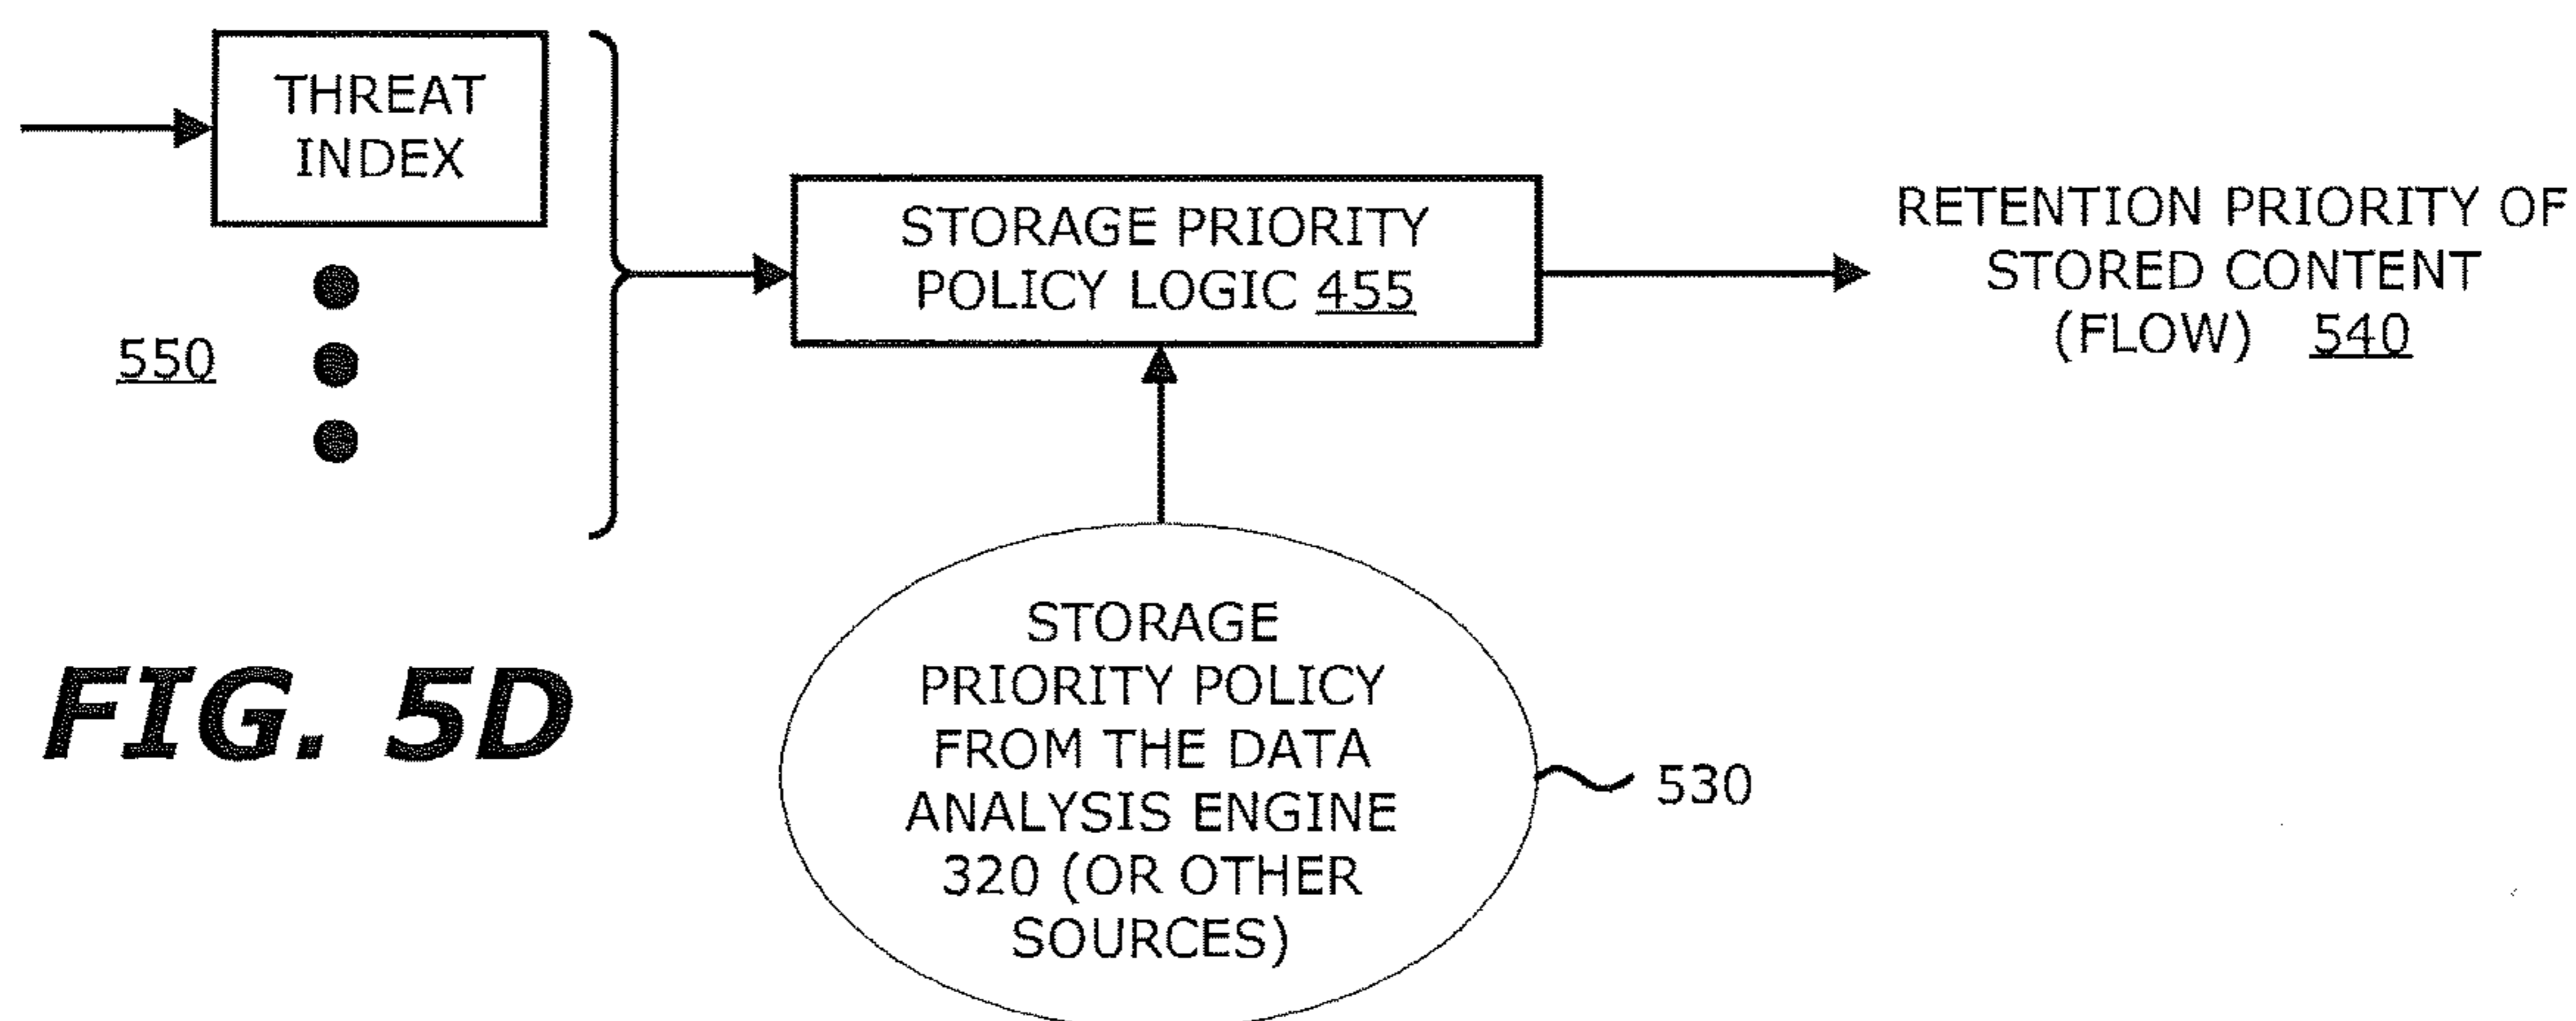 THREAT
INDEX
550
STORAGE PRIORITY
POLICY LOGIC 455
RETENTION PRIORITY OF
STORED CONTENT
(FLOW) 540
STORAGE
PRIORITY POLICY
FROM THE DATA
ANALYSIS ENGINE
320 (OR OTHER
SOURCES)
530
FIG. 5D